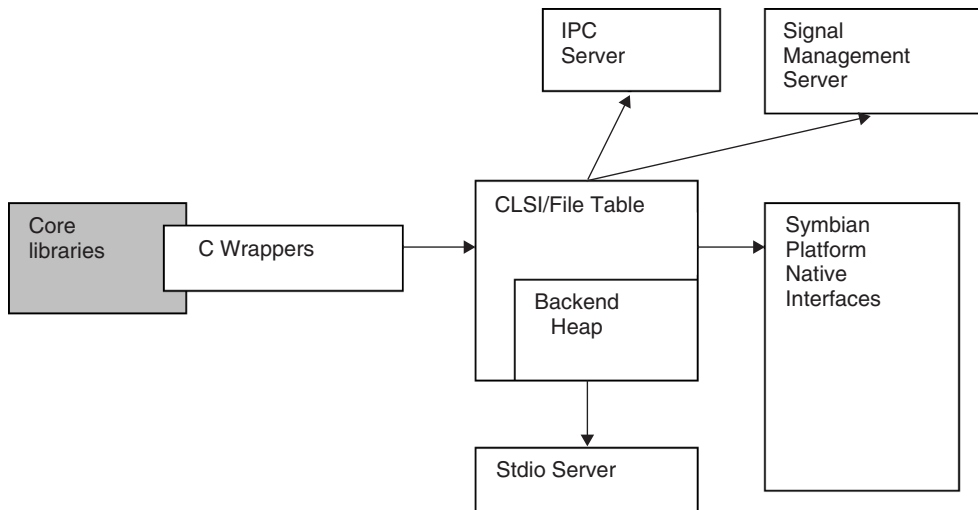 IPC
Server
Signal
Management
Server
Core
libraries
C Wrappers
CLSI/File Table
Backend
Heap
Symbian
Platform
Native
Interfaces
Stdio Server